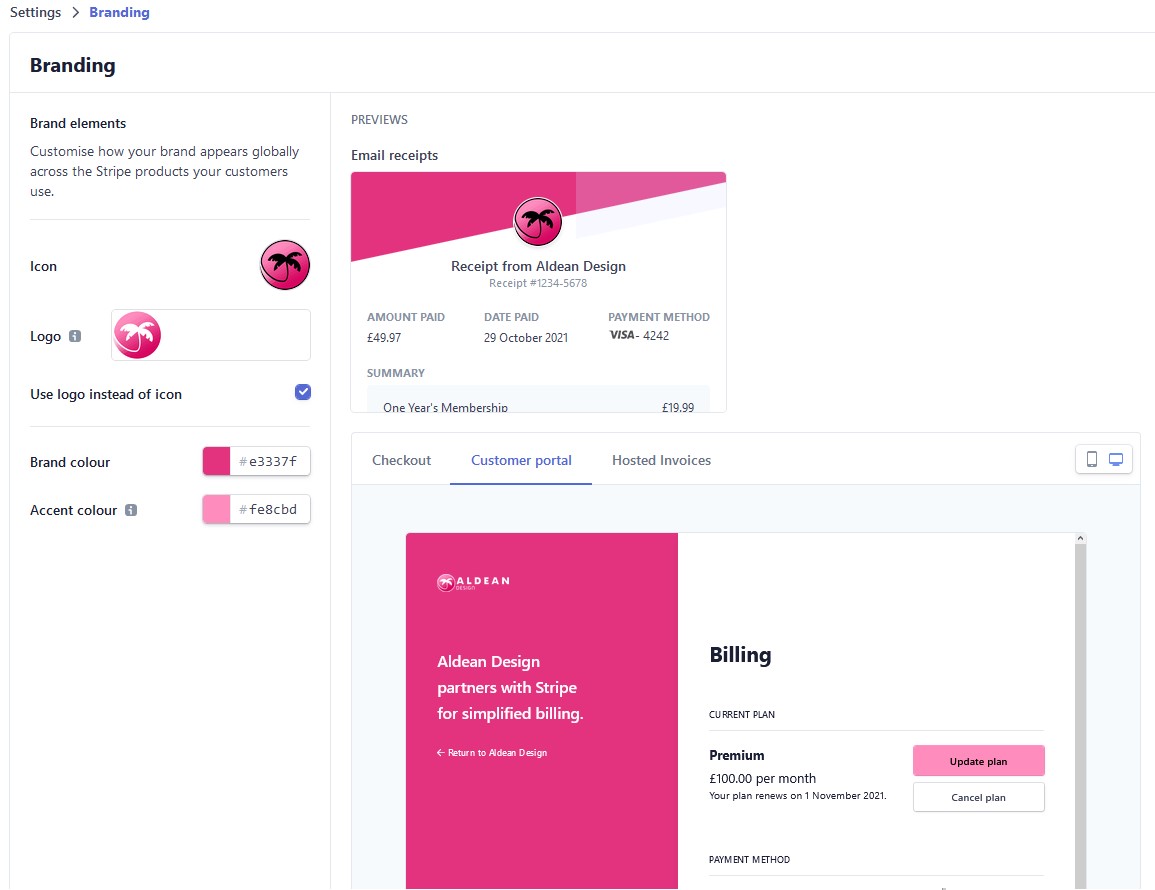 Settings > Branding
Branding
Brand elements
Customise how your brand appears globally
across the Stripe products your customers
use.
Icon
Logo
Use logo instead of icon
Brand colour
#e3337f
Accent colour
#fe8cbd
PREVIEWS
Email receipts
Receipt from Aldean Design
Receipt #1234-5678
AMOUNT PAID DATE PAID PAYMENT METHOD
£49.97 29 October 2021 VISA - 4242
SUMMARY
One Year's Membership £19.99
Checkout Customer portal Hosted Invoices
ALDEAN
DESIGN
Aldean Design
partners with Stripe
for simplified billing.
← Return to Aldean Design
Billing
CURRENT PLAN
Premium
£100.00 per month
Your plan renews on 1 November 2021.
Update plan
Cancel plan
PAYMENT METHOD